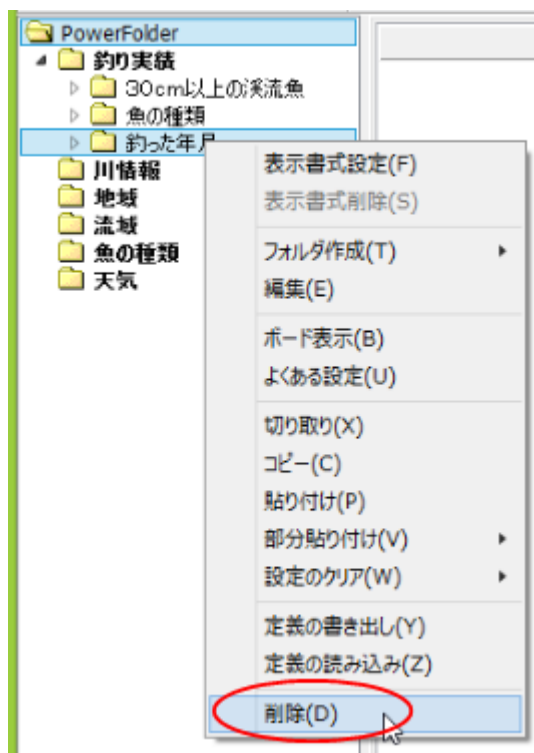 PowerFolder
釣り実績
30cm以上の渓流魚
魚の種類
釣った年月
川情報
地域
流域
魚の種類
天気
表示書式設定(F)
表示書式削除(S)
フォルダ作成(T)
編集(E)
ボード表示(B)
よくある設定(U)
切り取り(X)
コピー(C)
貼り付け(P)
部分貼り付け(V)
設定のクリア(W)
定義の書き出し(Y)
定義の読み込み(Z)
削除(D)